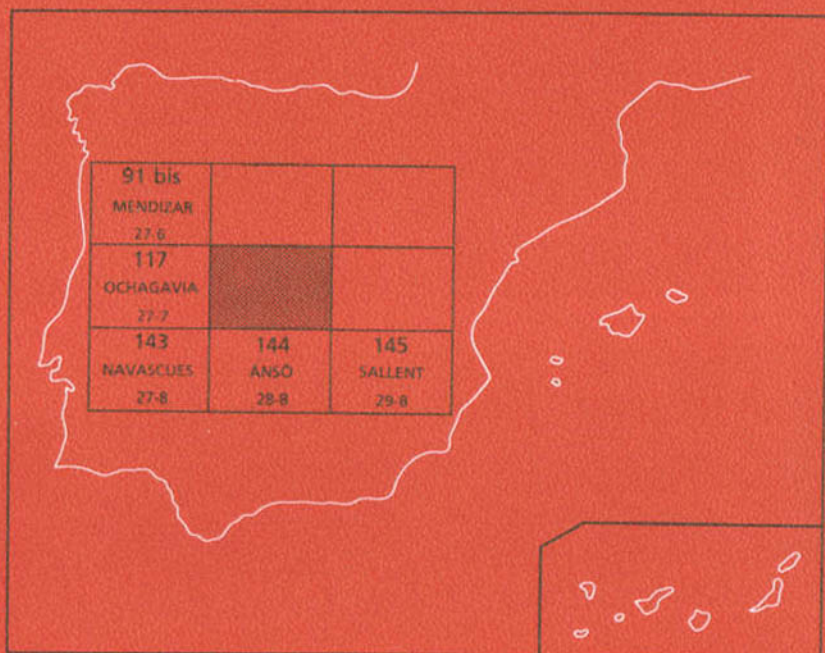 91 bis
MENDIZAR
27-6
117
OCHAGAVIA
27-7
143
NAVASCUES
27-8
144
ANSÓ
28-8
145
SALLENT
29-8